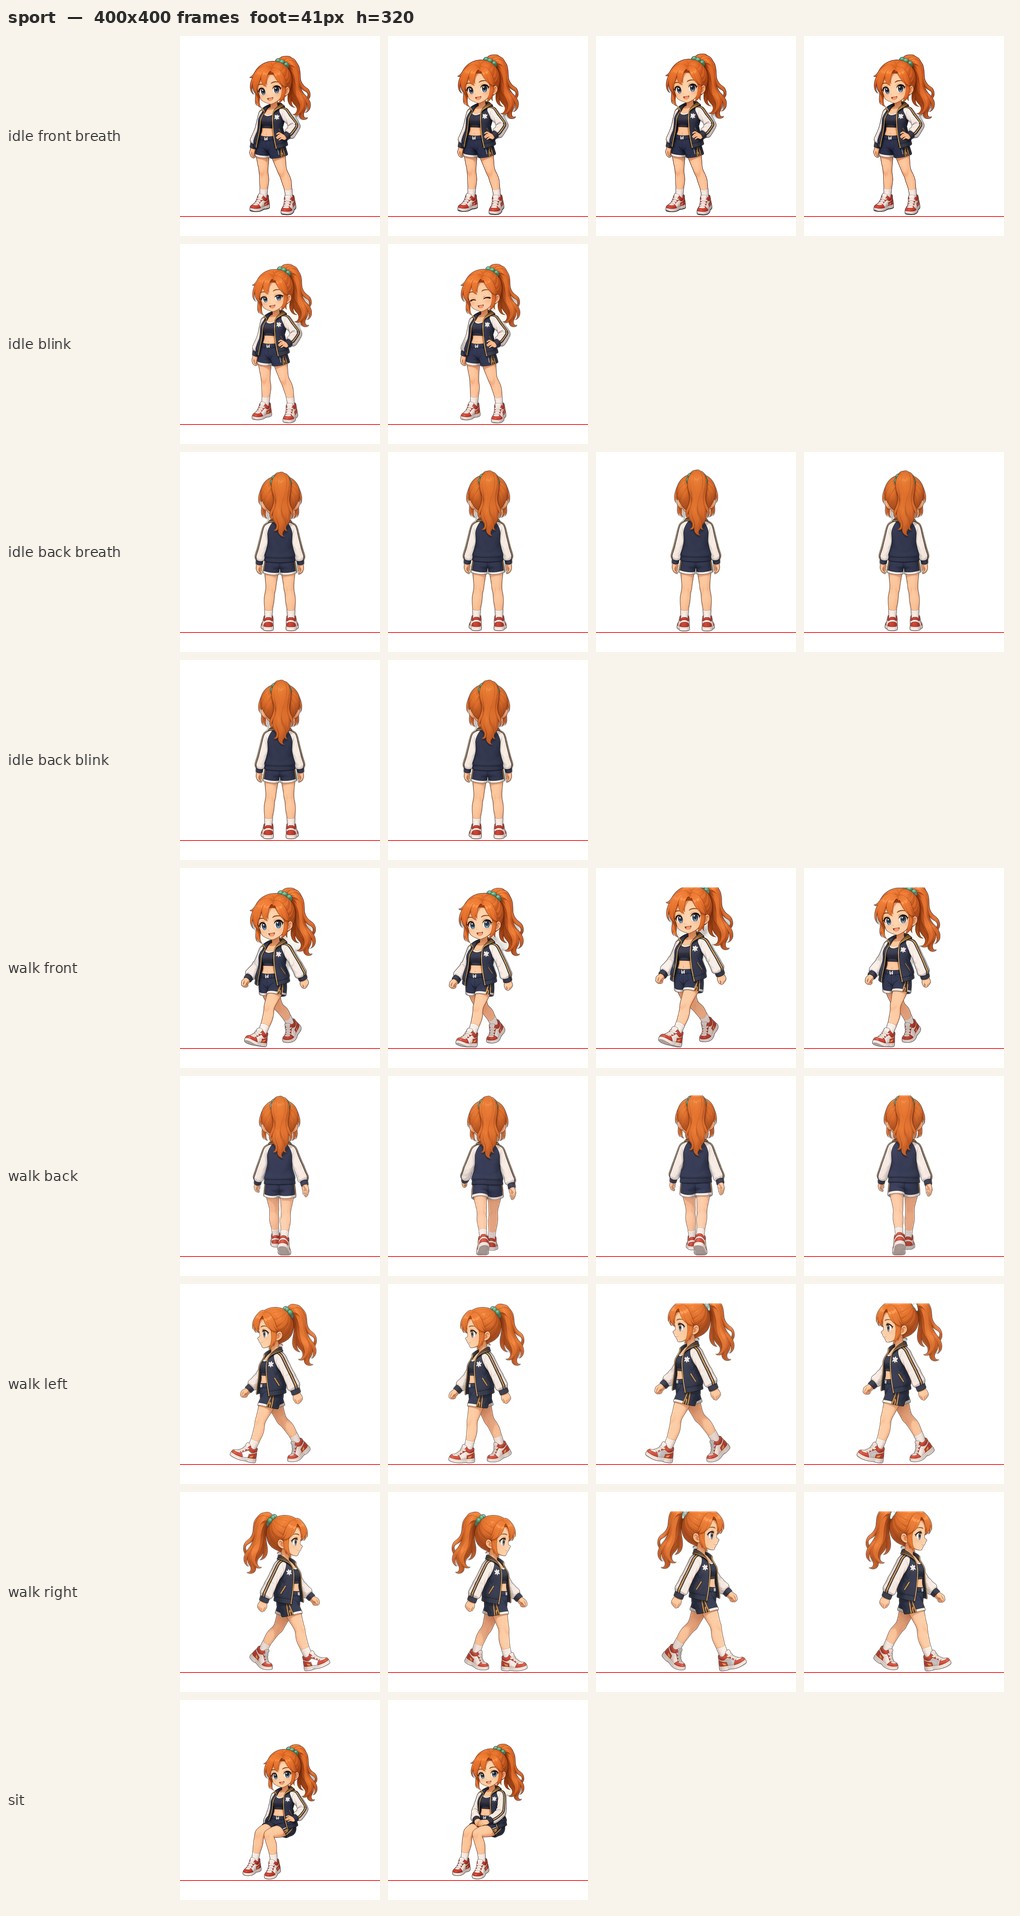 sport — 400x400 frames foot=41px h=320
idle front breath
idle blink
idle back breath
idle back blink
walk front
walk back
walk left
walk right
sit